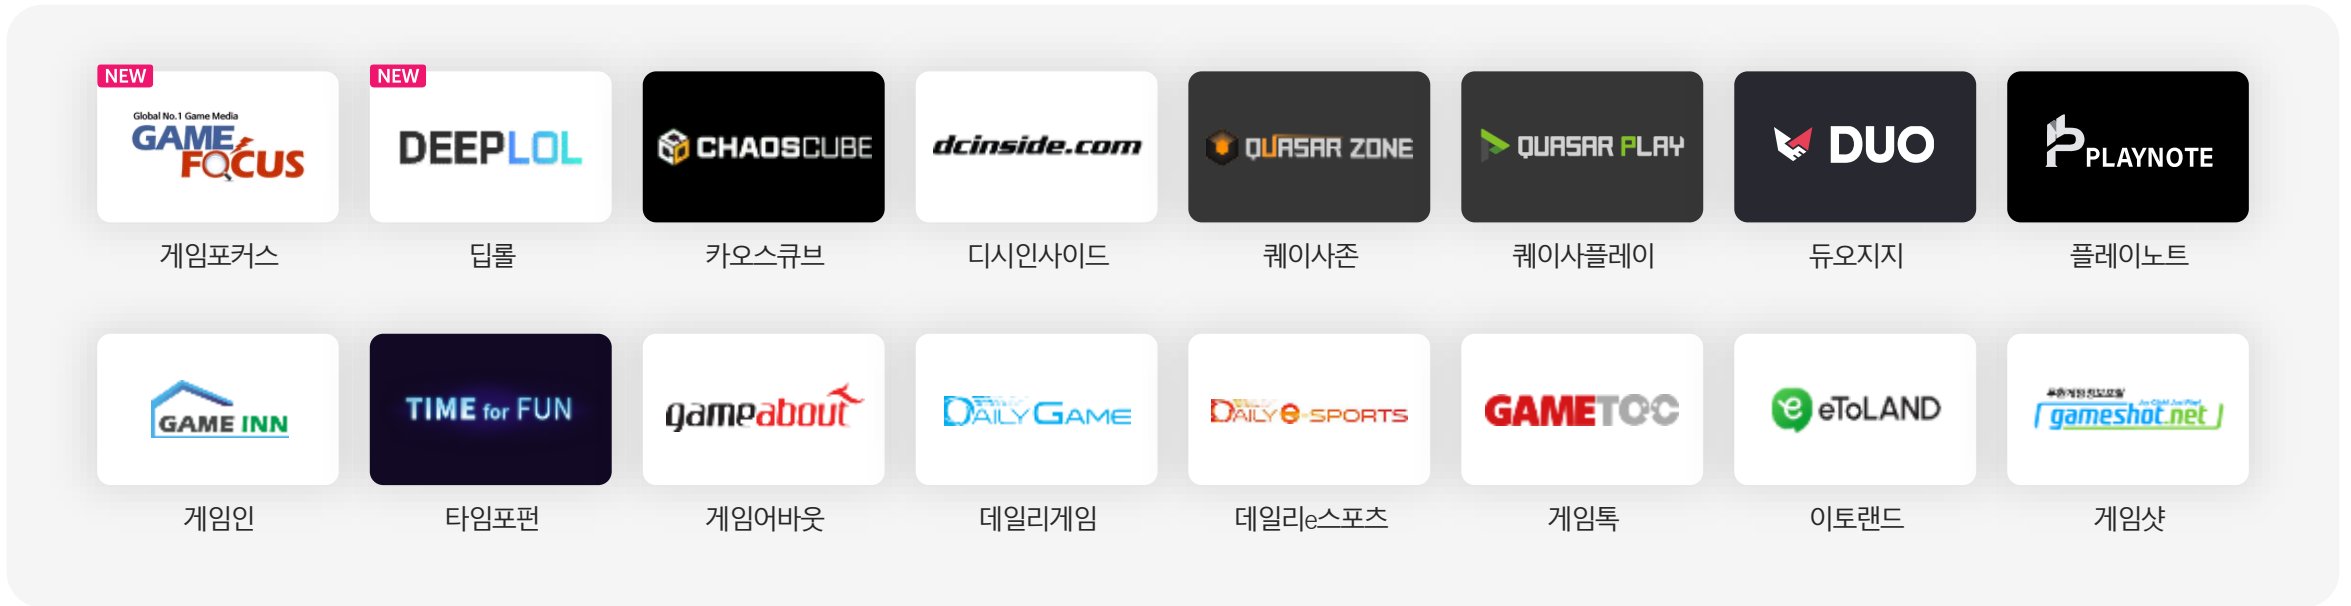 NEW
NEW
Global No.1 Game Media
GAME
FOCUS
DEEPLOL
CHAOSCUBE
dcinside.com
QUASAR ZONE
QUASAR PLAY
DUO
PLAYNOTE
게임포커스
딥롤
카오스큐브
디시인사이드
퀘이사존
퀘이사플레이
듀오지지
플레이노트
GAME INN
TIME for FUN
gameabout
DAILY GAME
DAILY e-SPORTS
GAMETOC
eToLAND
gameshot.net
게임인
타임포펀
게임어바웃
데일리게임
데일리e스포츠
게임톡
이토랜드
게임샷